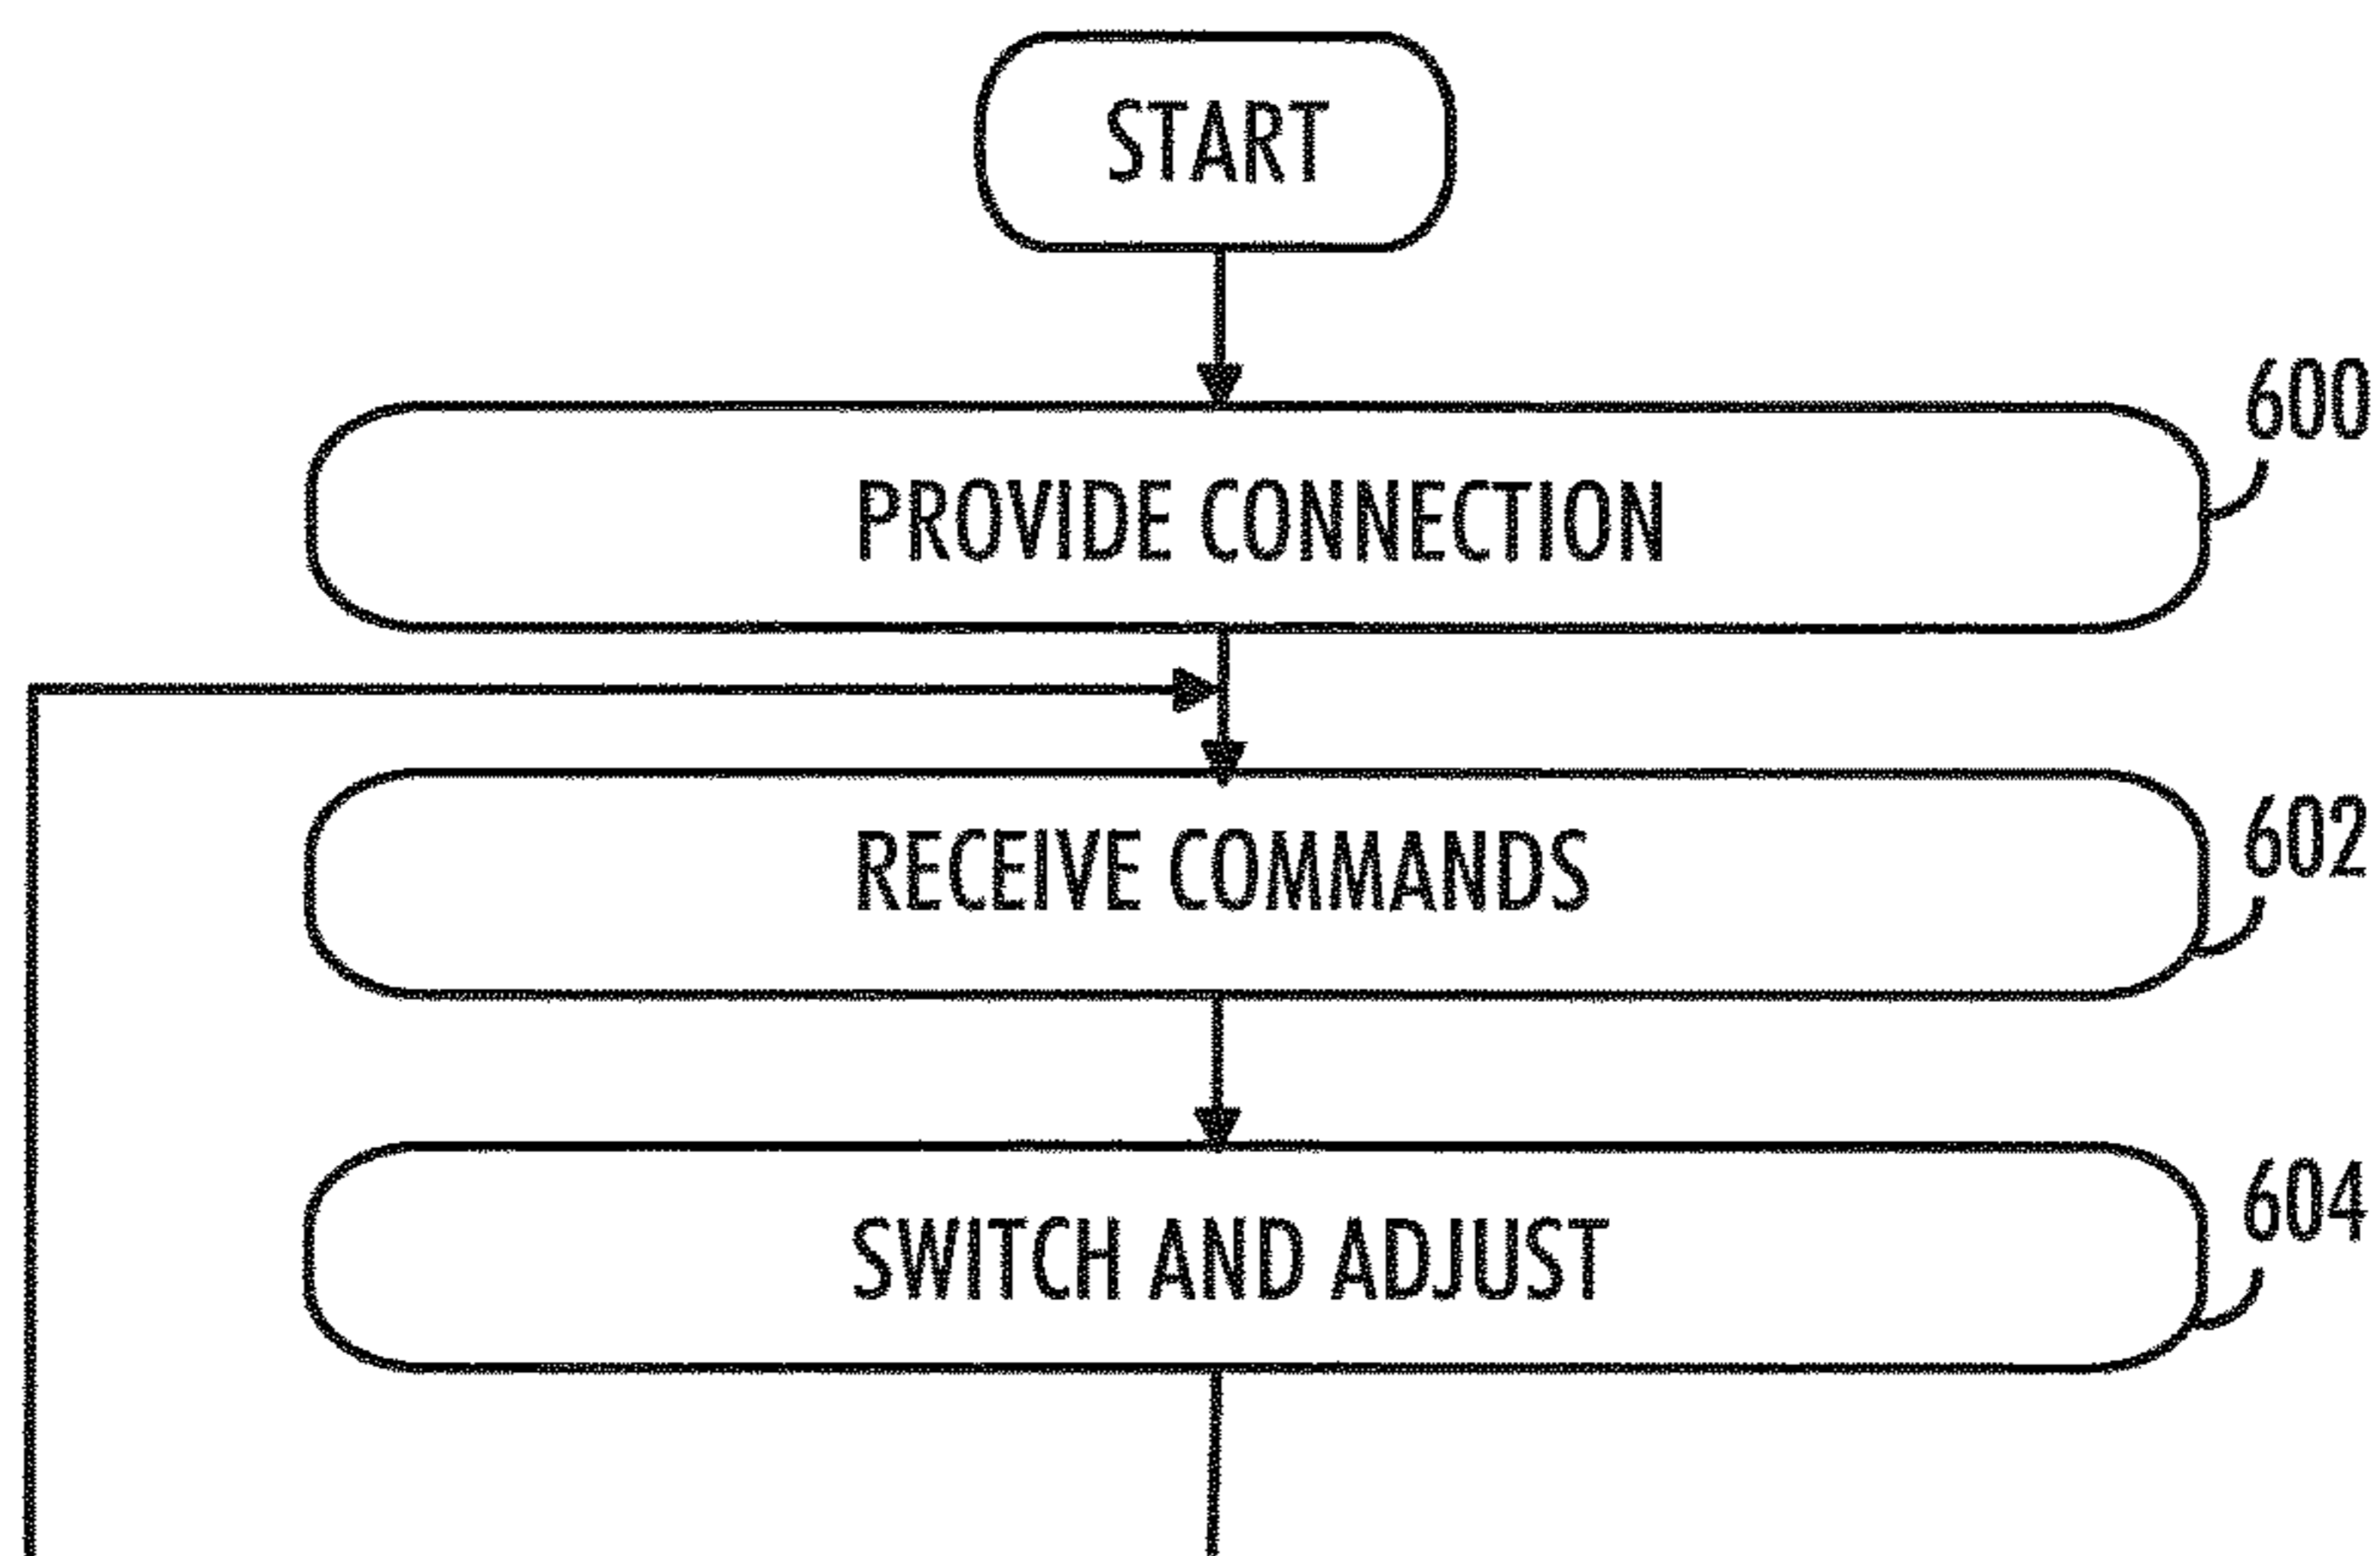 START
600
PROVIDE CONNECTION
602
RECEIVE COMMANDS
604
SWITCH AND ADJUST